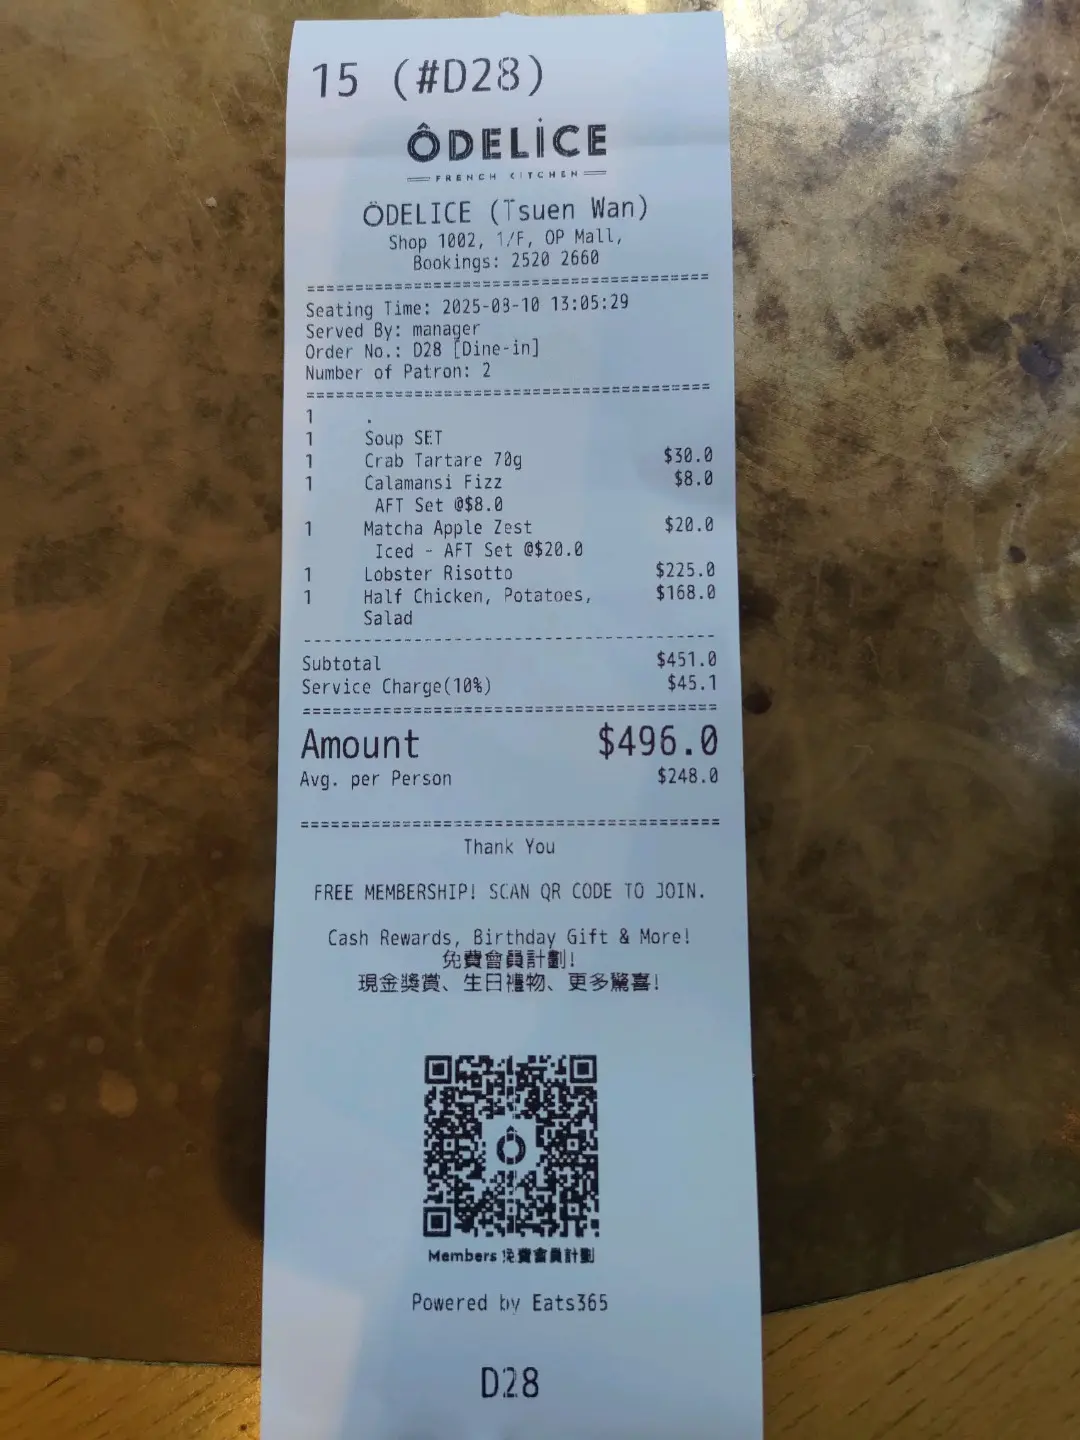 15 (#D28)
ÔDELİCE
FRENCH KITCHEN
ÖDELICE (Tsuen Wan)
Shop 1002, 1/F, OP Mall,
Bookings: 2520 2660
Seating Time: 2025-08-10 13:05:29
Served By: manager
Order No.: D28 [Dine-in]
Number of Patron: 2
1 .
1 Soup SET
1 Crab Tartare 70g $30.0
1 Calamansi Fizz $8.0
AFT Set @$8.0
1 Matcha Apple Zest $20.0
Iced - AFT Set @$20.0
1 Lobster Risotto $225.0
1 Half Chicken, Potatoes, $168.0
Salad
Subtotal $451.0
Service Charge(10%) $45.1
Amount $496.0
Avg. per Person $248.0
Thank You
FREE MEMBERSHIP! SCAN QR CODE TO JOIN.
Cash Rewards, Birthday Gift & More!
免費會員計劃!
現金獎賞、生日禮物、更多驚喜!
Ô
Members 免費會員計劃
Powered by Eats365
D28